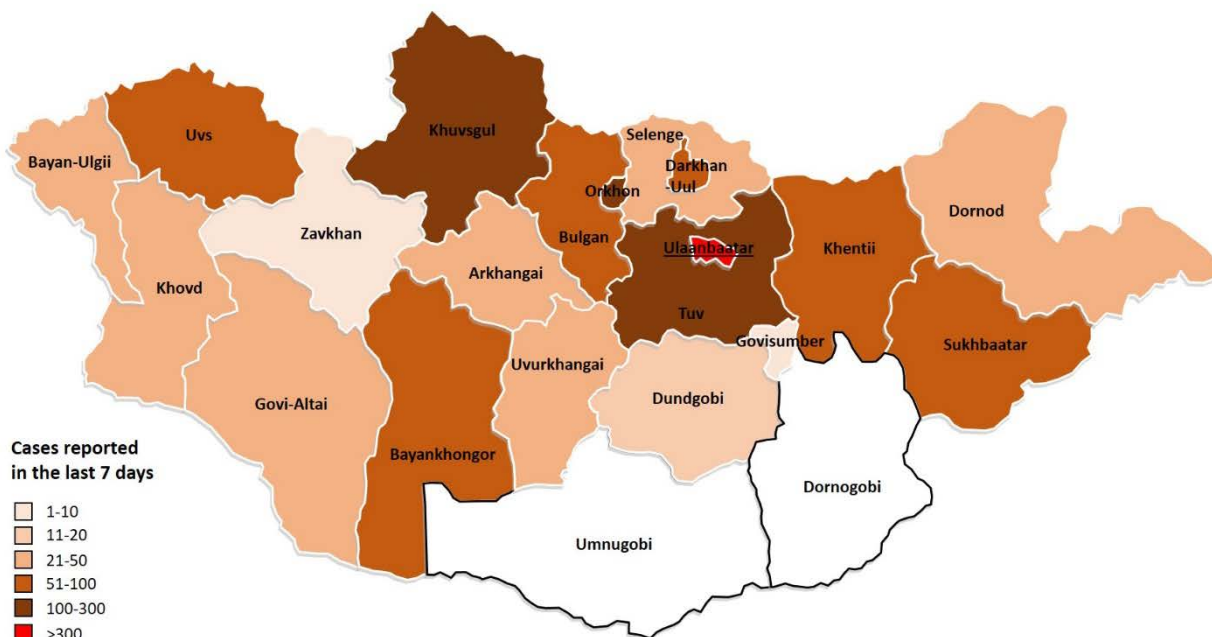 Khuvsgul
Uvs
Selenge
Bayan-Ulgii
Darkhan
-Uul
Orkhon
Dornod
Zavkhan
Bulgan
Ulaanbaatar
Khentii
Arkhangai
Khovd
Tuv
Govisumber
Sukhbaatar
Uvurkhangai
Govi-Altai
Dundgobi
Cases reported
in the last 7 days
Bayankhongor
Dornogobi
Umnugobi
1-10
11-20
21-50
51-100
100-300
>300